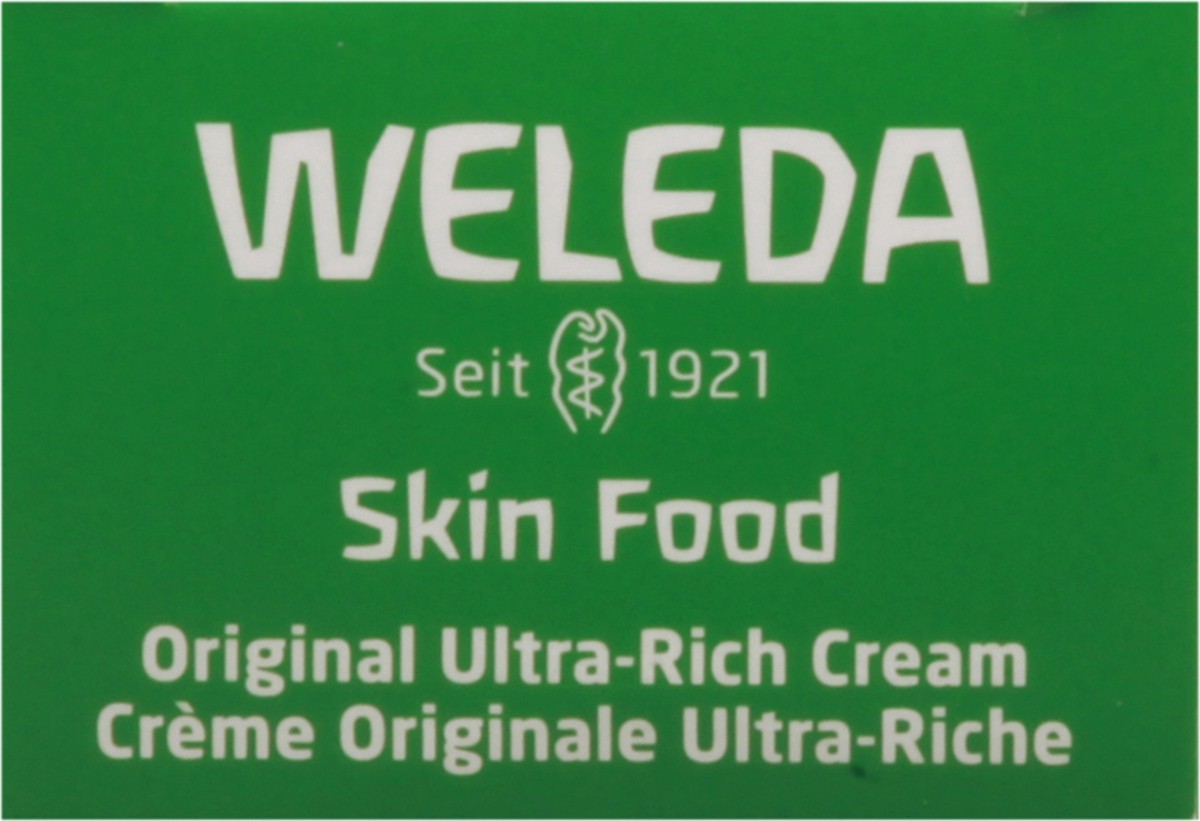 WELEDA
Seit 1921
Skin Food
Original Ultra-Rich Cream
Crème Originale Ultra-Riche